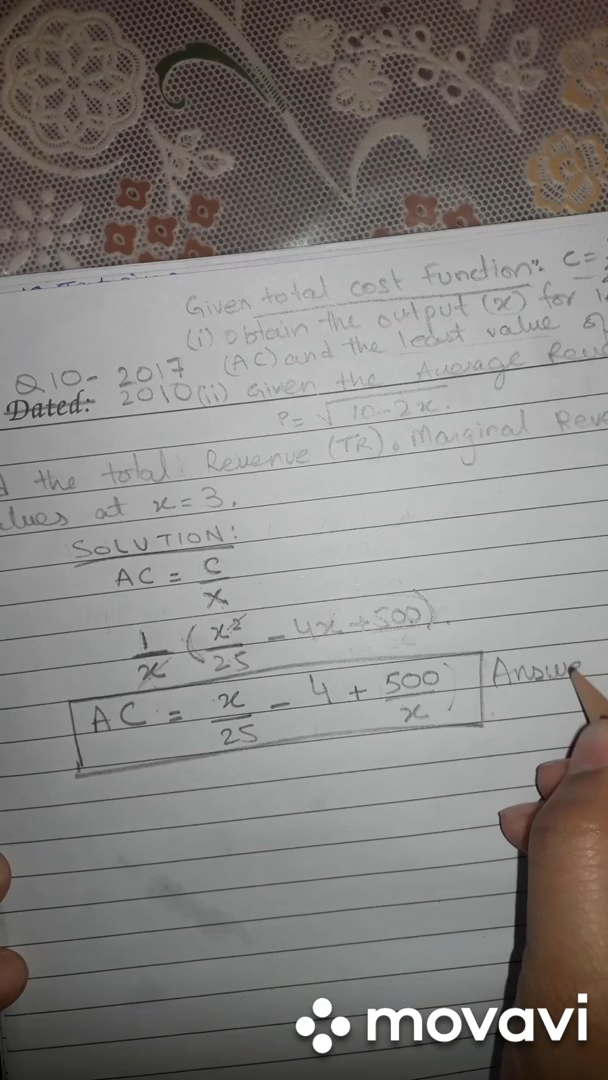 Given total cost function: C=
(i) obtain the output (x) for
Q10- 2017 (AC) and the least value of
Dated:- 2010 (ii) Given the Average
P= √10-2x.
the total Revenue (TR), Marginal
at x=3.
SOLUTION:
AC = C/x
1/x (x²/25 - 4x + 500).
AC = x/25 - 4 + 500/x) Answe
movavi